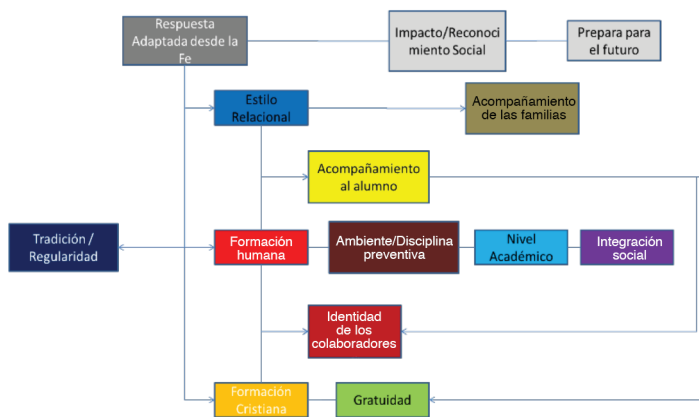 Respuesta
Adaptada desde la
Fe
Impacto/Reconoci
miento Social
Prepara para
el futuro
Estilo
Relacional
Acompañamiento
de las familias
Acompañamiento
al alumno
Tradición /
Regularidad
Formación
humana
Ambiente/Disciplina
preventiva
Nivel
Académico
Integración
social
Identidad
de los
colaboradores
Formación
Cristiana
Gratuidad